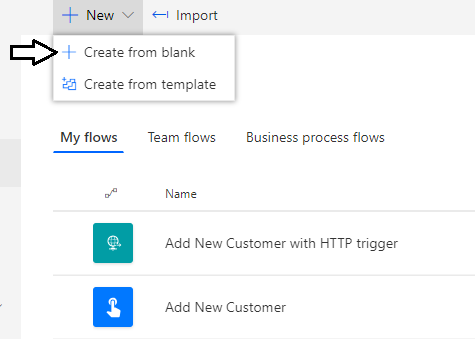 New Import
Create from blank
Create from template
My flows Team flows Business process flows
Name
Add New Customer with HTTP trigger
Add New Customer